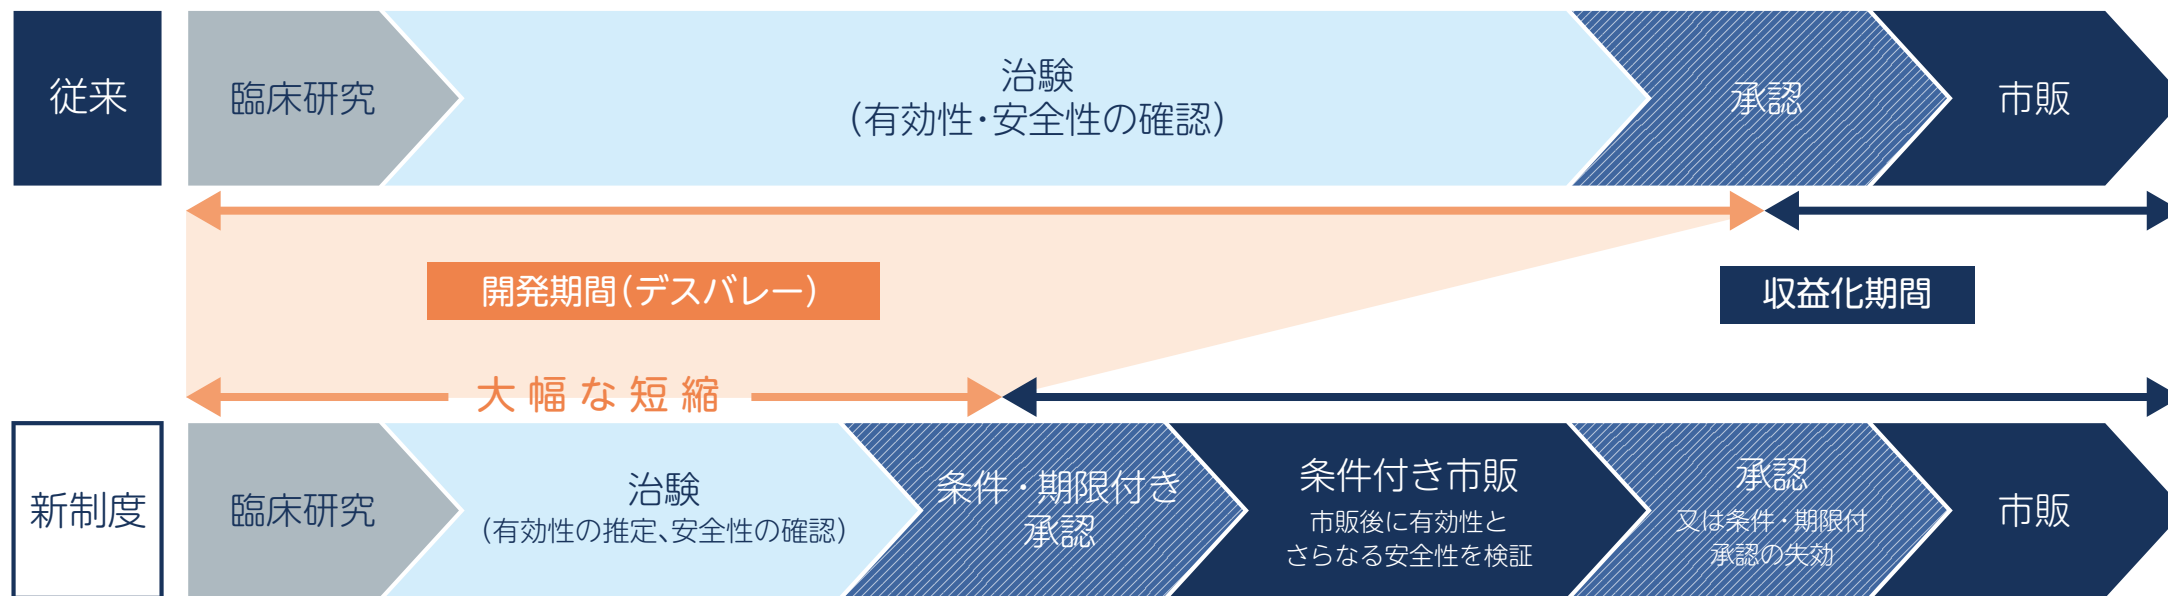 従来
臨床研究
治験
（有効性・安全性の確認）
承認
市販
開発期間（デスバレー）
収益化期間
大幅な短縮
新制度
臨床研究
治験
（有効性の推定、安全性の確認）
条件・期限付き
承認
条件付き市販
市販後に有効性と
さらなる安全性を検証
承認
又は条件・期限付
承認の失効
市販